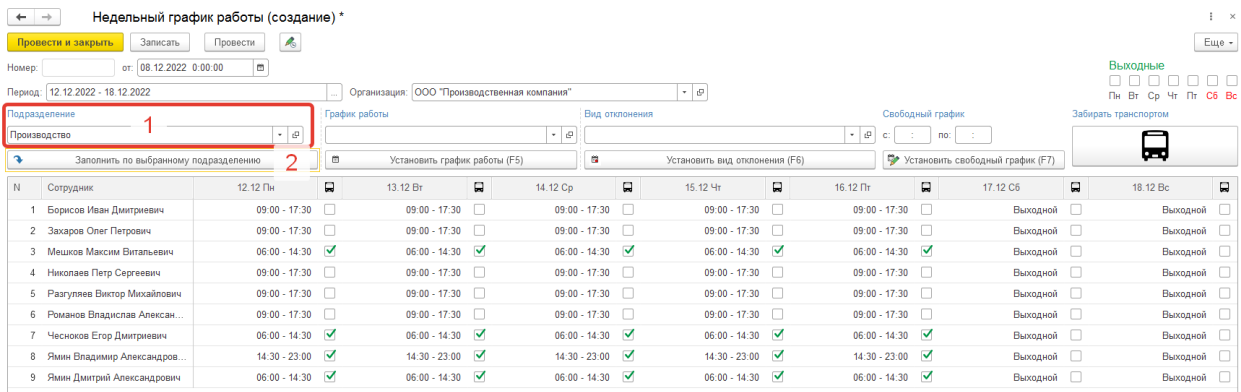 Недельный график работы (создание) *
Провести и закрыть Записать Провести Еще
Номер: от: 08.12.2022 0:00:00 Выходные
Период: 12.12.2022 - 18.12.2022 ... Организация: ООО "Производственная компания" Пн Вт Ср Чт Пт Сб Вс
Подразделение График работы Вид отклонения Свободный график Забирать транспортом
Производство 1 с: : по: :
Заполнить по выбранному подразделению 2 Установить график работы (F5) Установить вид отклонения (F6) Установить свободный график (F7)
N Сотрудник 12.12 Пн 13.12 Вт 14.12 Ср 15.12 Чт 16.12 Пт 17.12 Сб 18.12 Вс
1 Борисов Иван Дмитриевич 09:00 - 17:30 09:00 - 17:30 09:00 - 17:30 09:00 - 17:30 09:00 - 17:30 Выходной Выходной
2 Захаров Олег Петрович 09:00 - 17:30 09:00 - 17:30 09:00 - 17:30 09:00 - 17:30 09:00 - 17:30 Выходной Выходной
3 Мешков Максим Витальевич 06:00 - 14:30 06:00 - 14:30 06:00 - 14:30 06:00 - 14:30 06:00 - 14:30 Выходной Выходной
4 Николаев Петр Сергеевич 09:00 - 17:30 09:00 - 17:30 09:00 - 17:30 09:00 - 17:30 09:00 - 17:30 Выходной Выходной
5 Разгуляев Виктор Михайлович 09:00 - 17:30 09:00 - 17:30 09:00 - 17:30 09:00 - 17:30 09:00 - 17:30 Выходной Выходной
6 Романов Владислав Алексан... 09:00 - 17:30 09:00 - 17:30 09:00 - 17:30 09:00 - 17:30 09:00 - 17:30 Выходной Выходной
7 Чесноков Егор Дмитриевич 06:00 - 14:30 06:00 - 14:30 06:00 - 14:30 06:00 - 14:30 06:00 - 14:30 Выходной Выходной
8 Ямин Владимир Александров... 14:30 - 23:00 14:30 - 23:00 14:30 - 23:00 14:30 - 23:00 14:30 - 23:00 Выходной Выходной
9 Ямин Дмитрий Александрович 06:00 - 14:30 06:00 - 14:30 06:00 - 14:30 06:00 - 14:30 06:00 - 14:30 Выходной Выходной